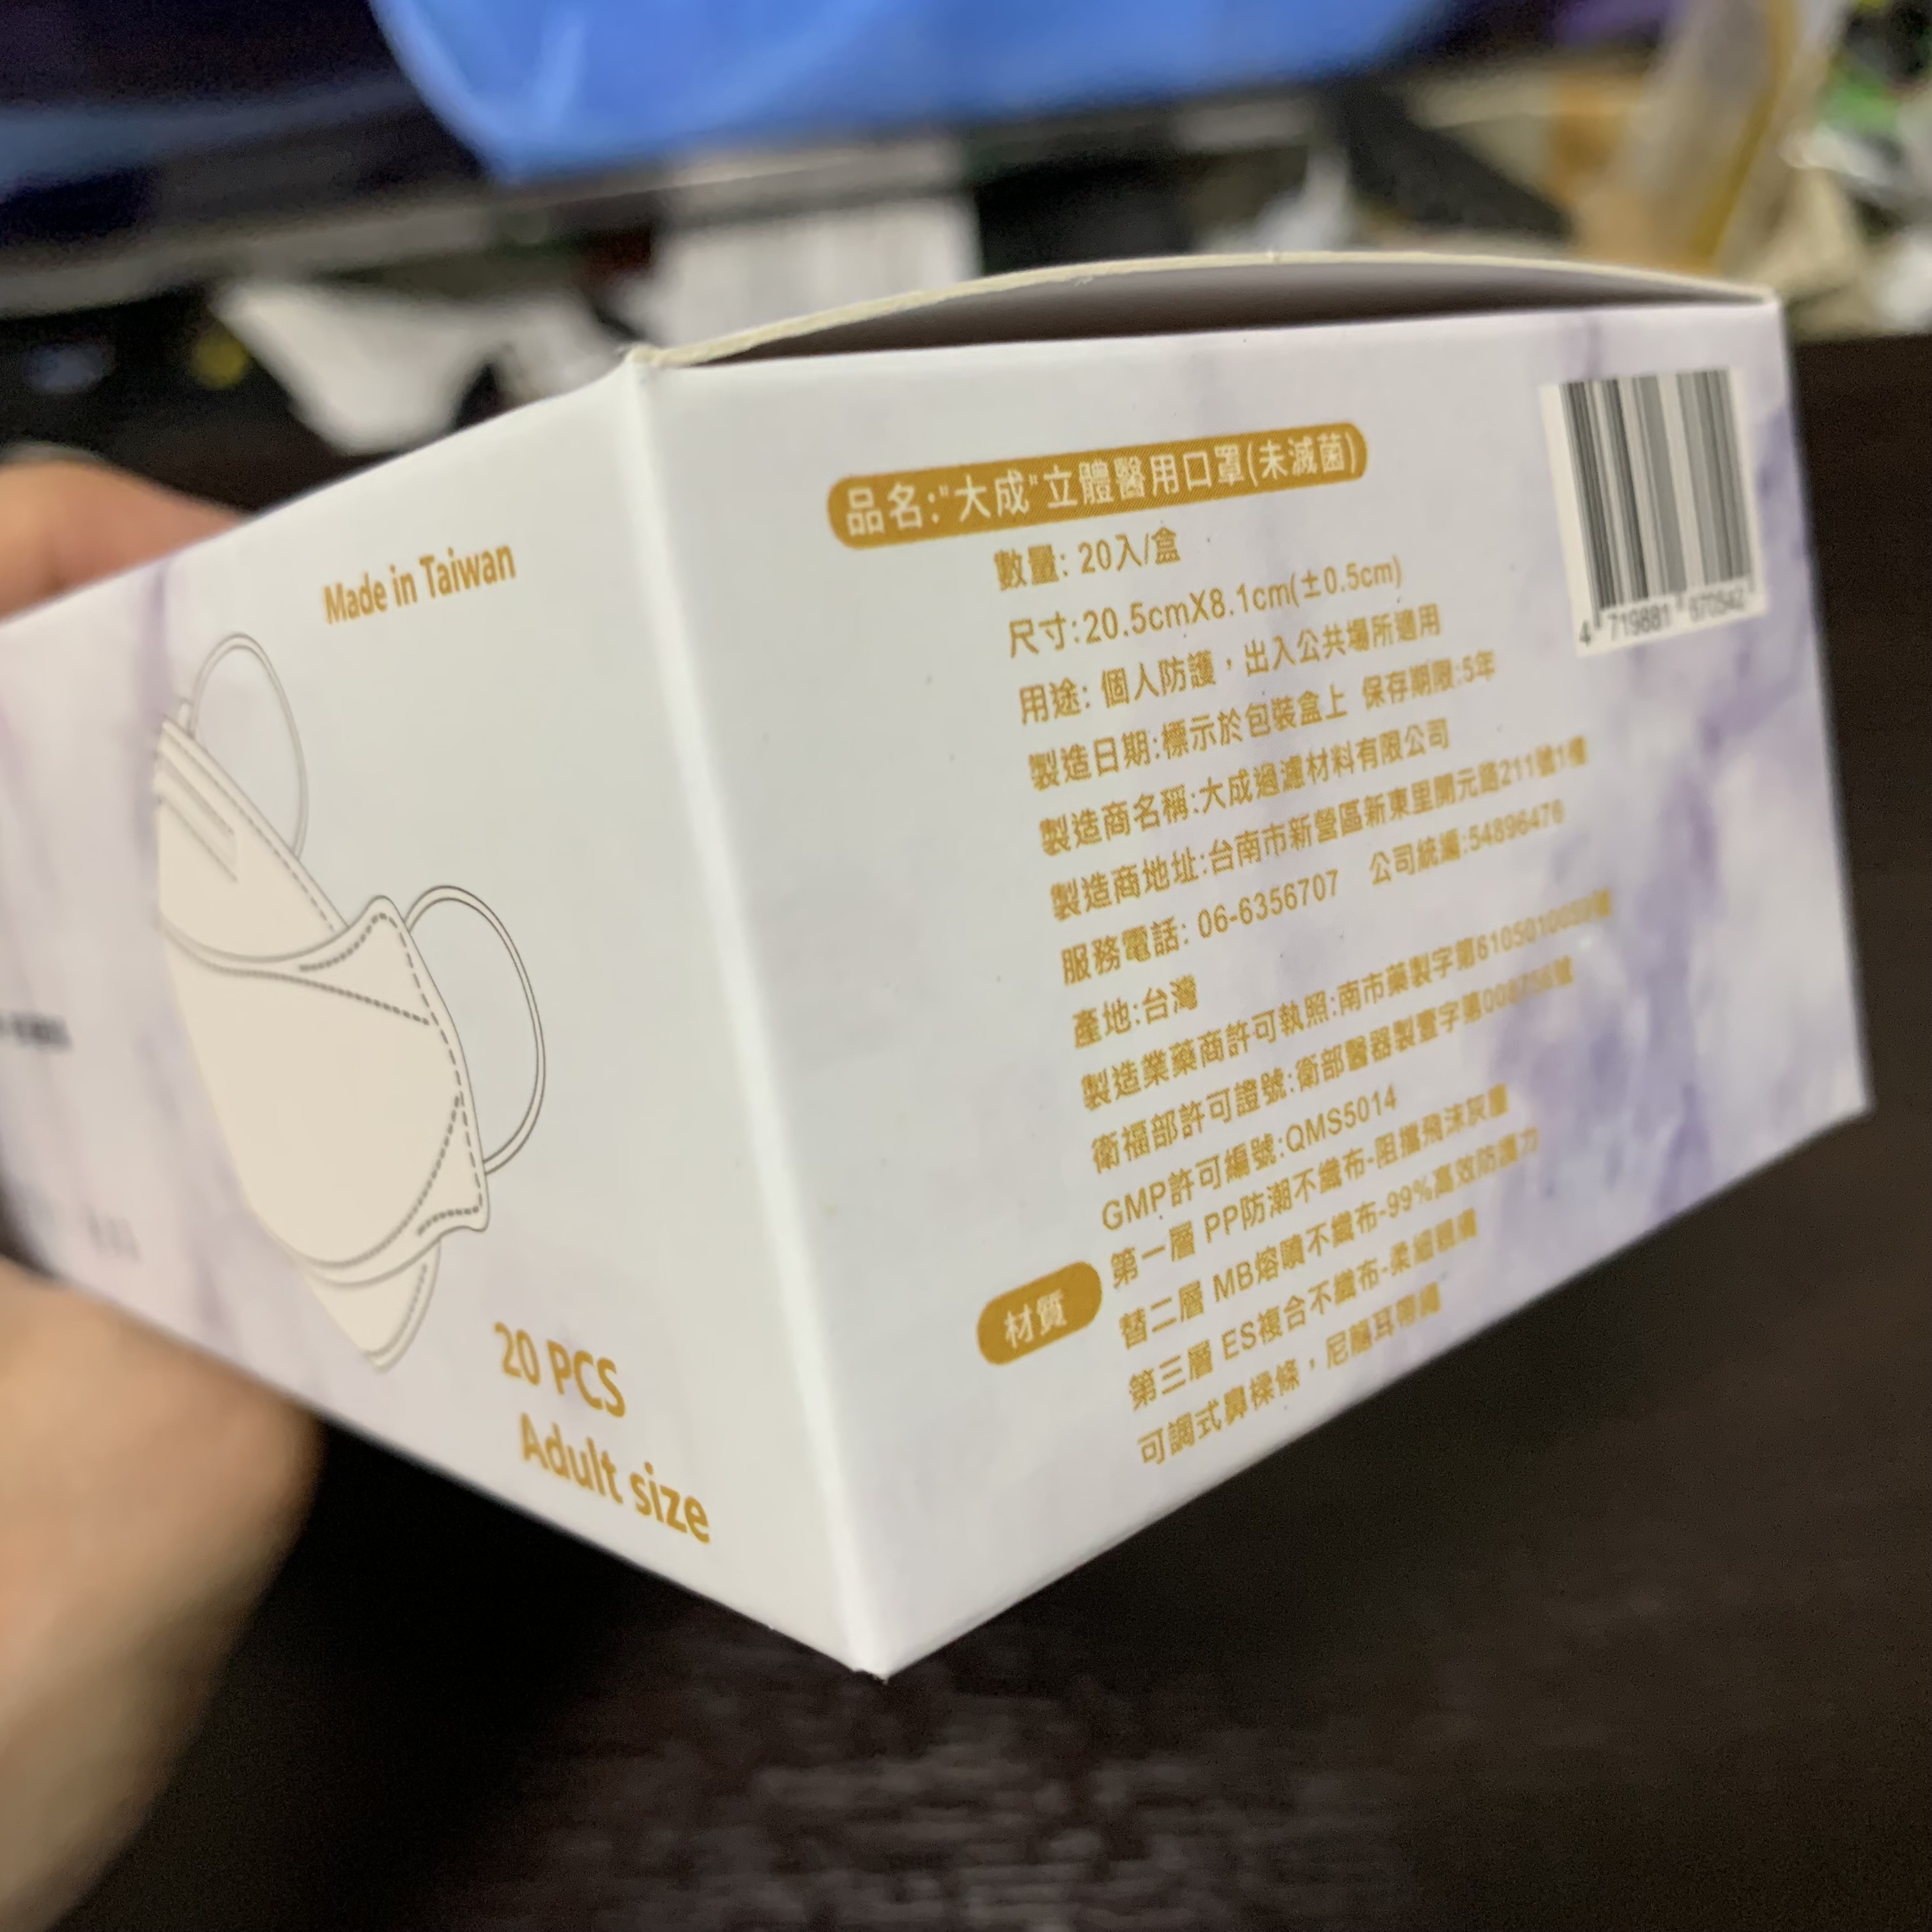 Made in Taiwan
20 PCS
Adult size
品名:"大成"立體醫用口罩(未滅菌)
數量: 20入/盒
尺寸:20.5cmX8.1cm(±0.5cm)
用途: 個人防護，出入公共場所適用
製造日期:標示於包裝盒上 保存期限:5年
製造商名稱:大成過濾材料有限公司
製造商地址:台南市新營區新東里開元路211號1樓
服務電話: 06-6356707 公司統編:54896476
產地:台灣
製造業藥商許可執照:南市藥製字第
衛福部許可證號:衛部醫器製壹字第
GMP許可編號:QMS5014
材質
第一層 PP防潮不織布-阻擋飛沫灰塵
替二層 MB熔噴不織布-99%高效防護力
第三層 ES複合不織布-柔細親膚
可調式鼻樑條，尼龍耳帶繩
4 719881 670542